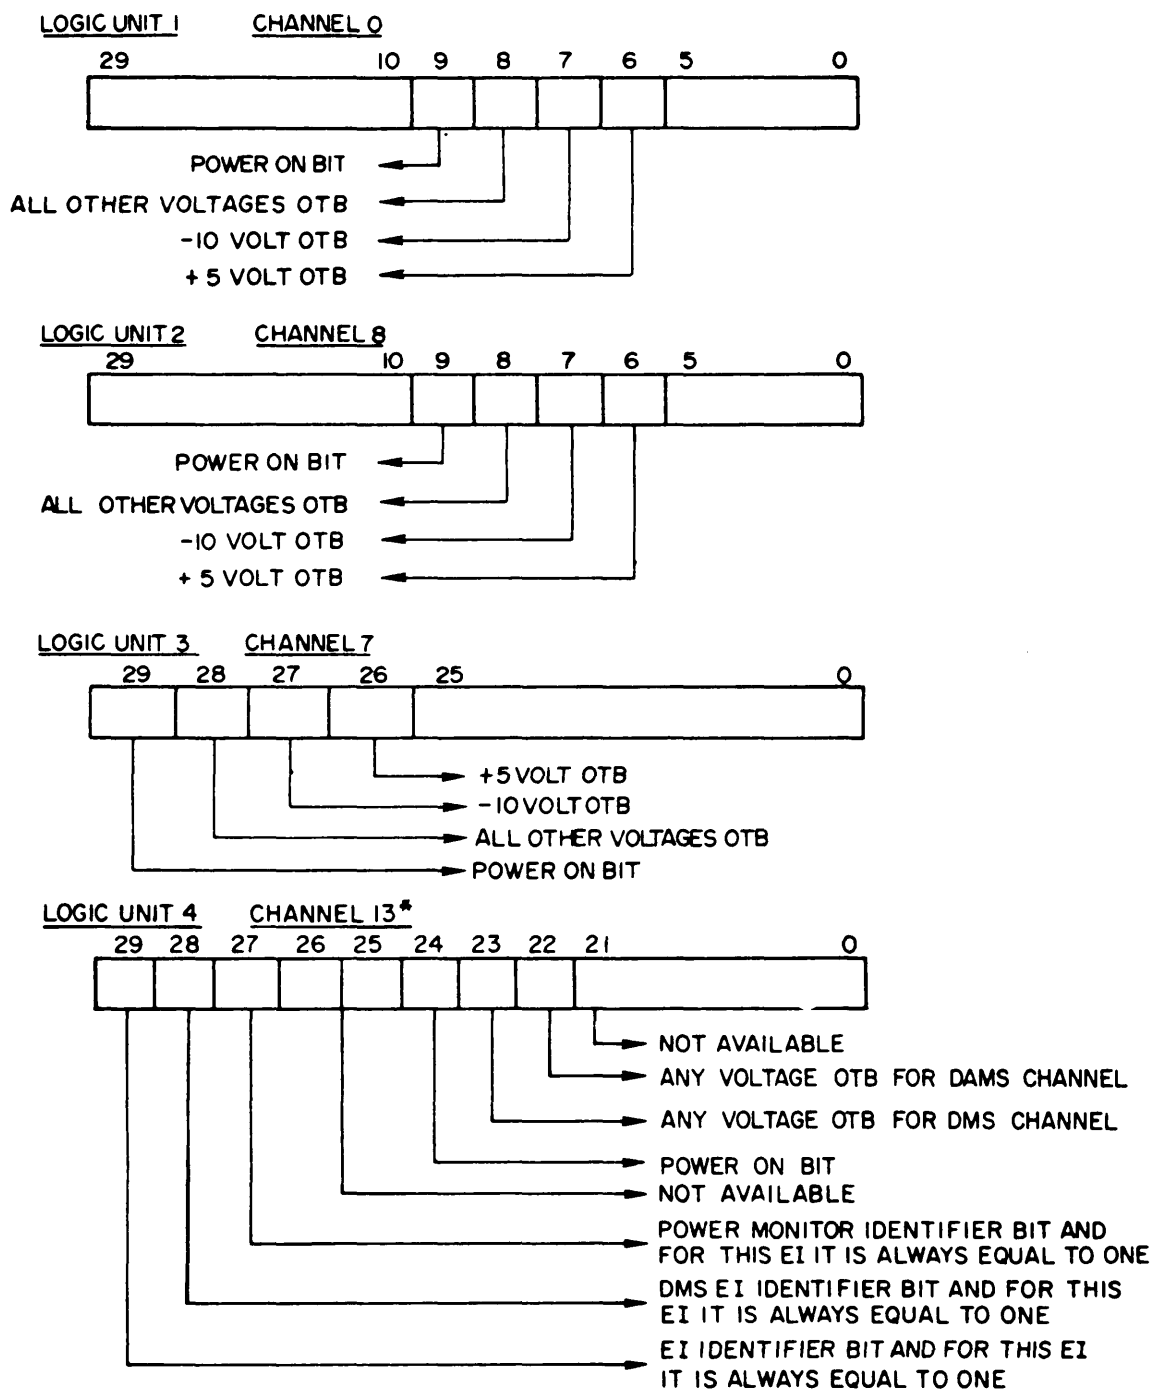 LOGIC UNIT 1 CHANNEL 0
29 10 9 8 7 6 5 0
POWER ON BIT
ALL OTHER VOLTAGES OTB
-10 VOLT OTB
+ 5 VOLT OTB
LOGIC UNIT 2 CHANNEL 8
29 10 9 8 7 6 5 0
POWER ON BIT
ALL OTHER VOLTAGES OTB
-10 VOLT OTB
+ 5 VOLT OTB
LOGIC UNIT 3 CHANNEL 7
29 28 27 26 25 0
+5 VOLT OTB
-10 VOLT OTB
ALL OTHER VOLTAGES OTB
POWER ON BIT
LOGIC UNIT 4 CHANNEL 13*
29 28 27 26 25 24 23 22 21 0
NOT AVAILABLE
ANY VOLTAGE OTB FOR DAMS CHANNEL
ANY VOLTAGE OTB FOR DMS CHANNEL
POWER ON BIT
NOT AVAILABLE
POWER MONITOR IDENTIFIER BIT AND
FOR THIS EI IT IS ALWAYS EQUAL TO ONE
DMS EI IDENTIFIER BIT AND FOR THIS
EI IT IS ALWAYS EQUAL TO ONE
EI IDENTIFIER BIT AND FOR THIS EI
IT IS ALWAYS EQUAL TO ONE